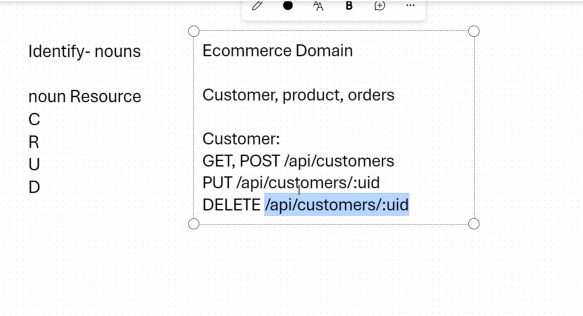 B
Identify- nouns
noun Resource
C
R
U
D
Ecommerce Domain
Customer, product, orders
Customer:
GET, POST /api/customers
PUT /api/customers/:uid
DELETE /api/customers/:uid